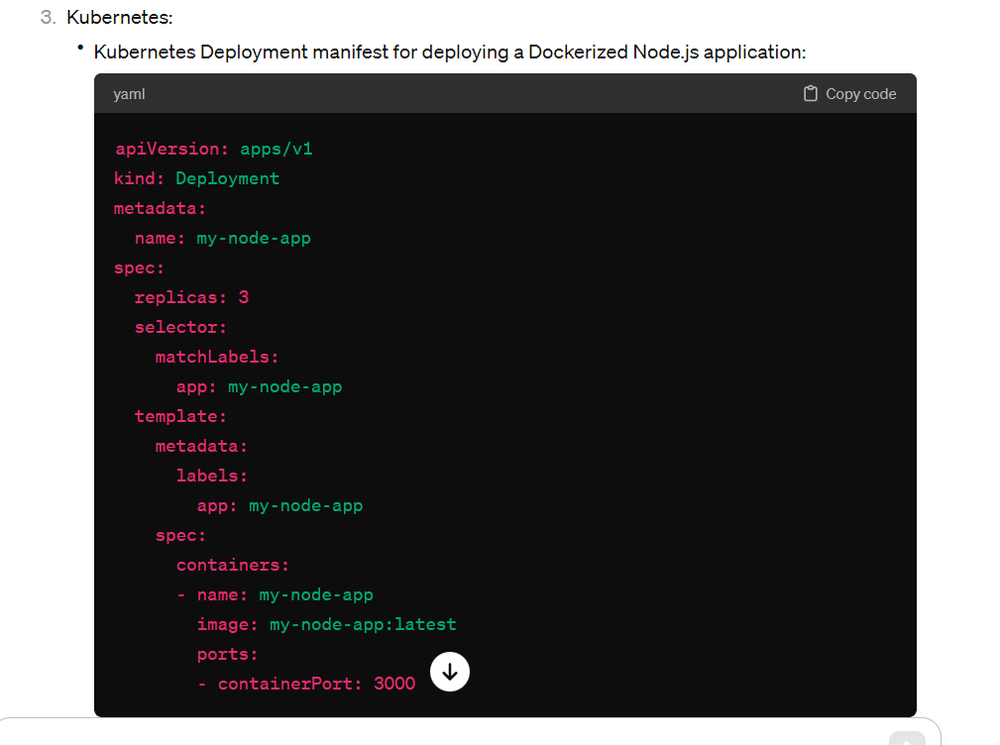 3. Kubernetes:
• Kubernetes Deployment manifest for deploying a Dockerized Node.js application:
yaml Copy code
apiVersion: apps/v1
kind: Deployment
metadata:
  name: my-node-app
spec:
  replicas: 3
  selector:
    matchLabels:
      app: my-node-app
  template:
    metadata:
      labels:
        app: my-node-app
    spec:
      containers:
      - name: my-node-app
        image: my-node-app:latest
        ports:
        - containerPort: 3000